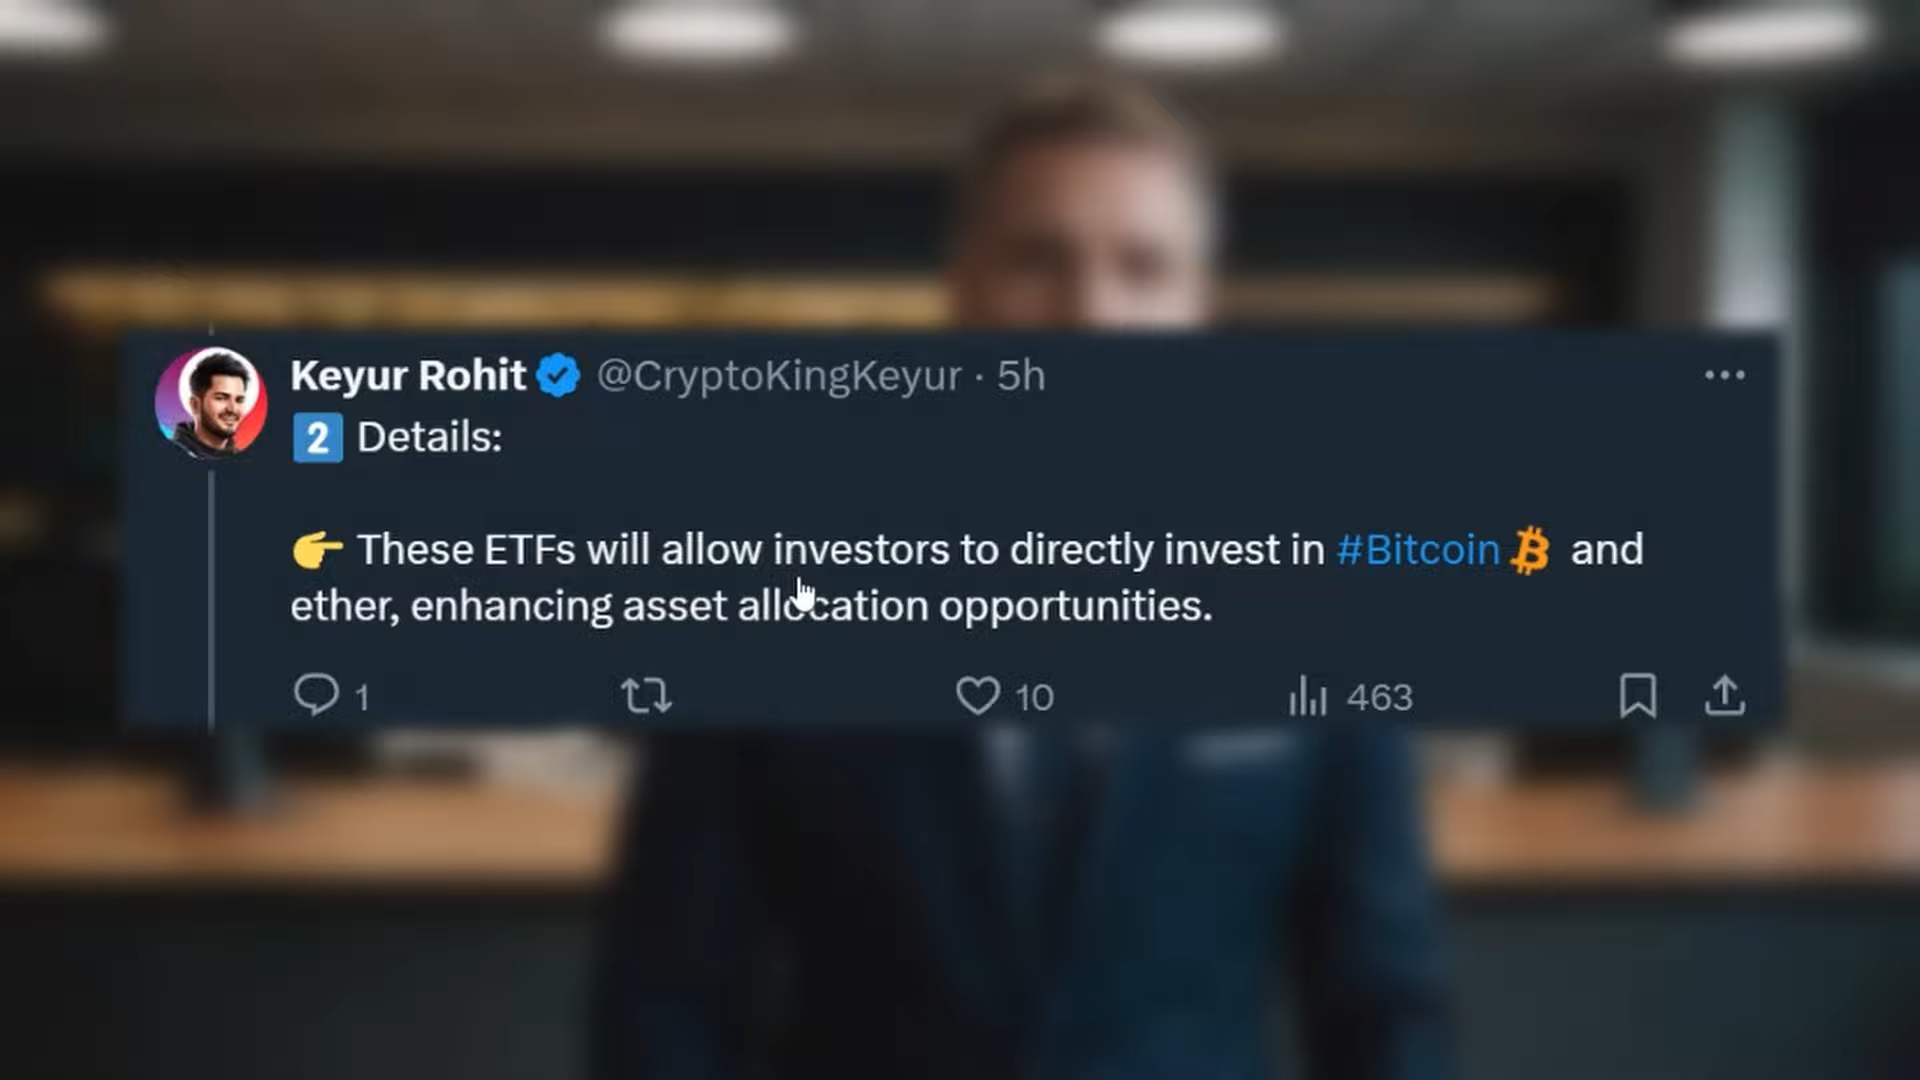 Keyur Rohit @CryptoKingKeyur · 5h
2 Details:
👉 These ETFs will allow investors to directly invest in #Bitcoin and
ether, enhancing asset allocation opportunities.
1 10 463